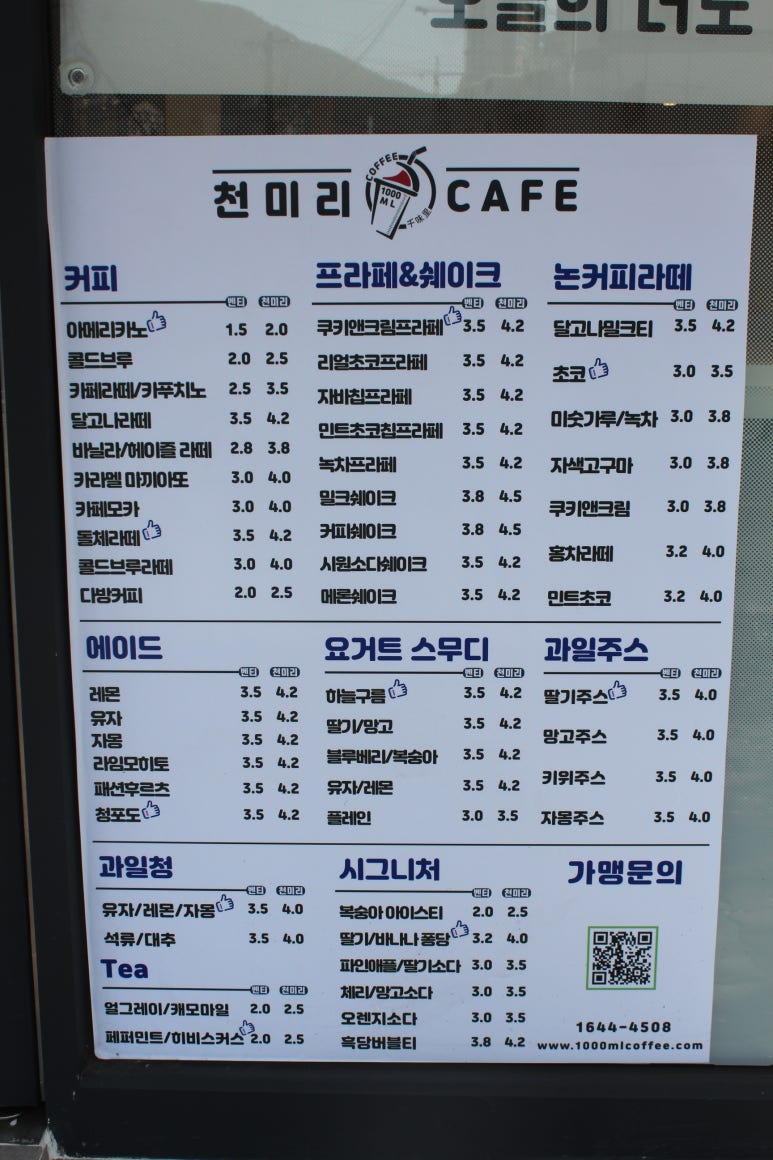 오늘의 너도
천미리 CAFE
COFFEE
1000
ML
千味里
커피
벤티 천미리
아메리카노 1.5 2.0
콜드브루 2.0 2.5
카페라떼/카푸치노 2.5 3.5
달고나라떼 3.5 4.2
바닐라/헤이즐 라떼 2.8 3.8
카라멜 마끼아또 3.0 4.0
카페모카 3.0 4.0
돌체라떼 3.5 4.2
콜드브루라떼 3.0 4.0
다방커피 2.0 2.5
프라페&쉐이크
벤티 천미리
쿠키앤크림프라페 3.5 4.2
리얼초코프라페 3.5 4.2
자바칩프라페 3.5 4.2
민트초코칩프라페 3.5 4.2
녹차프라페 3.5 4.2
밀크쉐이크 3.8 4.5
커피쉐이크 3.8 4.5
시원소다쉐이크 3.5 4.2
메론쉐이크 3.5 4.2
논커피라떼
벤티 천미리
달고나밀크티 3.5 4.2
초코 3.0 3.5
미숫가루/녹차 3.0 3.8
자색고구마 3.0 3.8
쿠키앤크림 3.0 3.8
홍차라떼 3.2 4.0
민트초코 3.2 4.0
에이드
벤티 천미리
레몬 3.5 4.2
유자 3.5 4.2
자몽 3.5 4.2
라임모히토 3.5 4.2
패션후르츠 3.5 4.2
청포도 3.5 4.2
요거트 스무디
벤티 천미리
하늘구름 3.5 4.2
딸기/망고 3.5 4.2
블루베리/복숭아 3.5 4.2
유자/레몬 3.5 4.2
플레인 3.0 3.5
과일주스
벤티 천미리
딸기주스 3.5 4.0
망고주스 3.5 4.0
키위주스 3.5 4.0
자몽주스 3.5 4.0
과일청
벤티 천미리
유자/레몬/자몽 3.5 4.0
석류/대추 3.5 4.0
Tea
벤티 천미리
얼그레이/캐모마일 2.0 2.5
페퍼민트/히비스커스 2.0 2.5
시그니처
벤티 천미리
복숭아 아이스티 2.0 2.5
딸기/바나나 퐁당 3.2 4.0
파인애플/딸기소다 3.0 3.5
체리/망고소다 3.0 3.5
오렌지소다 3.0 3.5
흑당버블티 3.8 4.2
가맹문의
1644-4508
www.1000mlcoffee.com